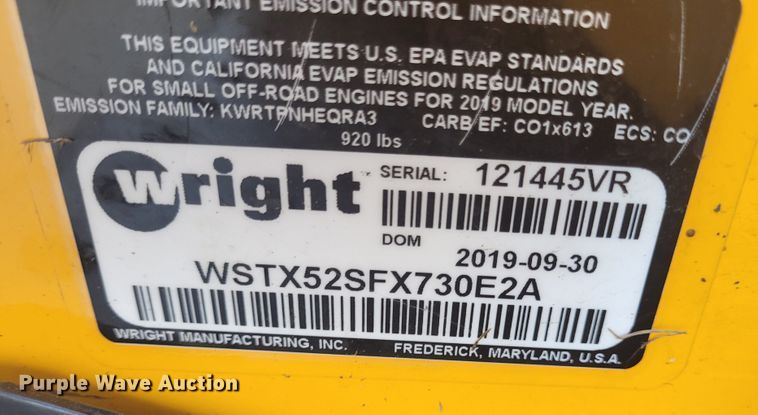 IMPORTANT EMISSION CONTROL INFORMATION
THIS EQUIPMENT MEETS U.S. EPA EVAP STANDARDS
AND CALIFORNIA EVAP EMISSION REGULATIONS
FOR SMALL OFF-ROAD ENGINES FOR 2019 MODEL YEAR.
EMISSION FAMILY: KWRTPNHEQRA3 CARB EF: CO1x613 ECS: CO
920 lbs
wright SERIAL: 121445VR
DOM 2019-09-30
WSTX52SFX730E2A
WRIGHT MANUFACTURING, INC. FREDERICK, MARYLAND, U.S.A.
Purple Wave Auction